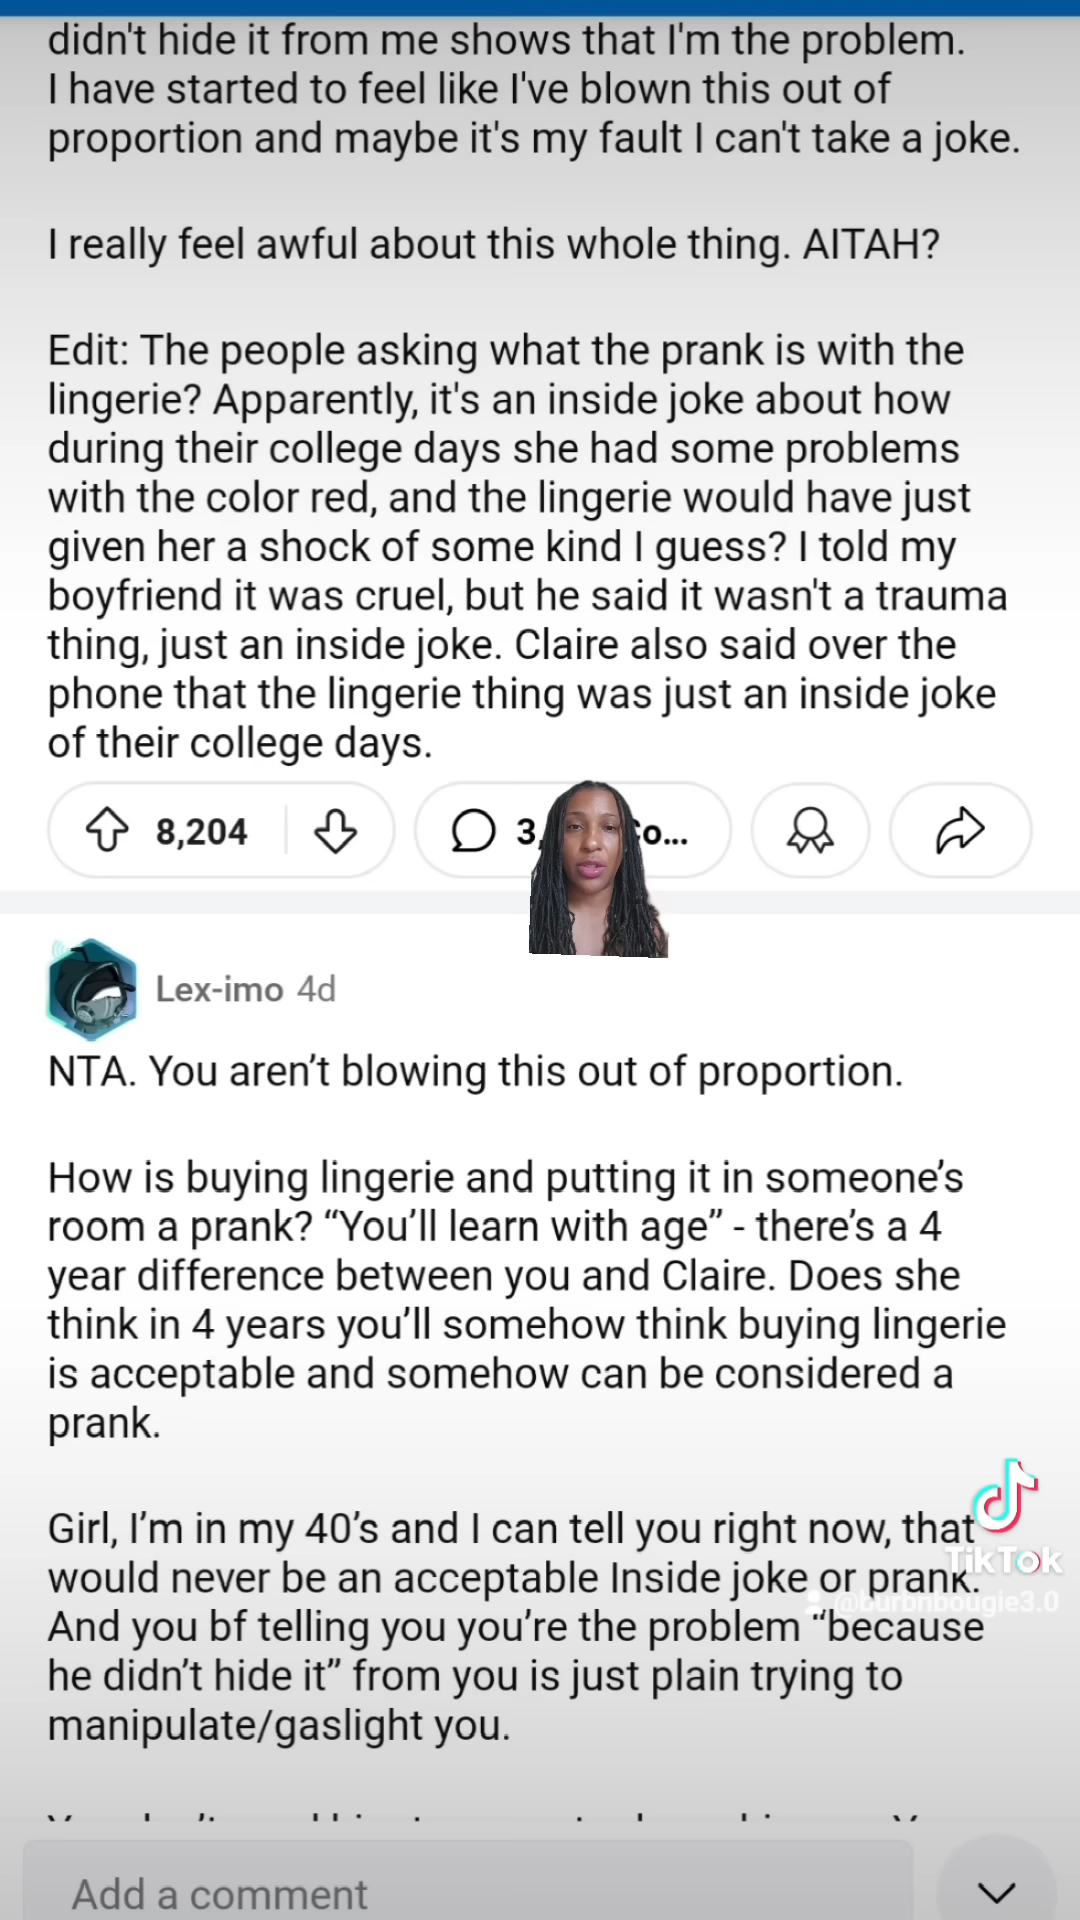 didn't hide it from me shows that I'm the problem.
I have started to feel like I've blown this out of
proportion and maybe it's my fault I can't take a joke.
I really feel awful about this whole thing. AITAH?
Edit: The people asking what the prank is with the
lingerie? Apparently, it's an inside joke about how
during their college days she had some problems
with the color red, and the lingerie would have just
given her a shock of some kind I guess? I told my
boyfriend it was cruel, but he said it wasn't a trauma
thing, just an inside joke. Claire also said over the
phone that the lingerie thing was just an inside joke
of their college days.
8,204 3, Co...
Lex-imo 4d
NTA. You aren’t blowing this out of proportion.
How is buying lingerie and putting it in someone’s
room a prank? “You’ll learn with age” - there’s a 4
year difference between you and Claire. Does she
think in 4 years you’ll somehow think buying lingerie
is acceptable and somehow can be considered a
prank.
Girl, I’m in my 40’s and I can tell you right now, that
would never be an acceptable Inside joke or prank.
And you bf telling you you’re the problem “because
he didn’t hide it” from you is just plain trying to
manipulate/gaslight you.
TikTok
@burbnbougie3.0
Add a comment